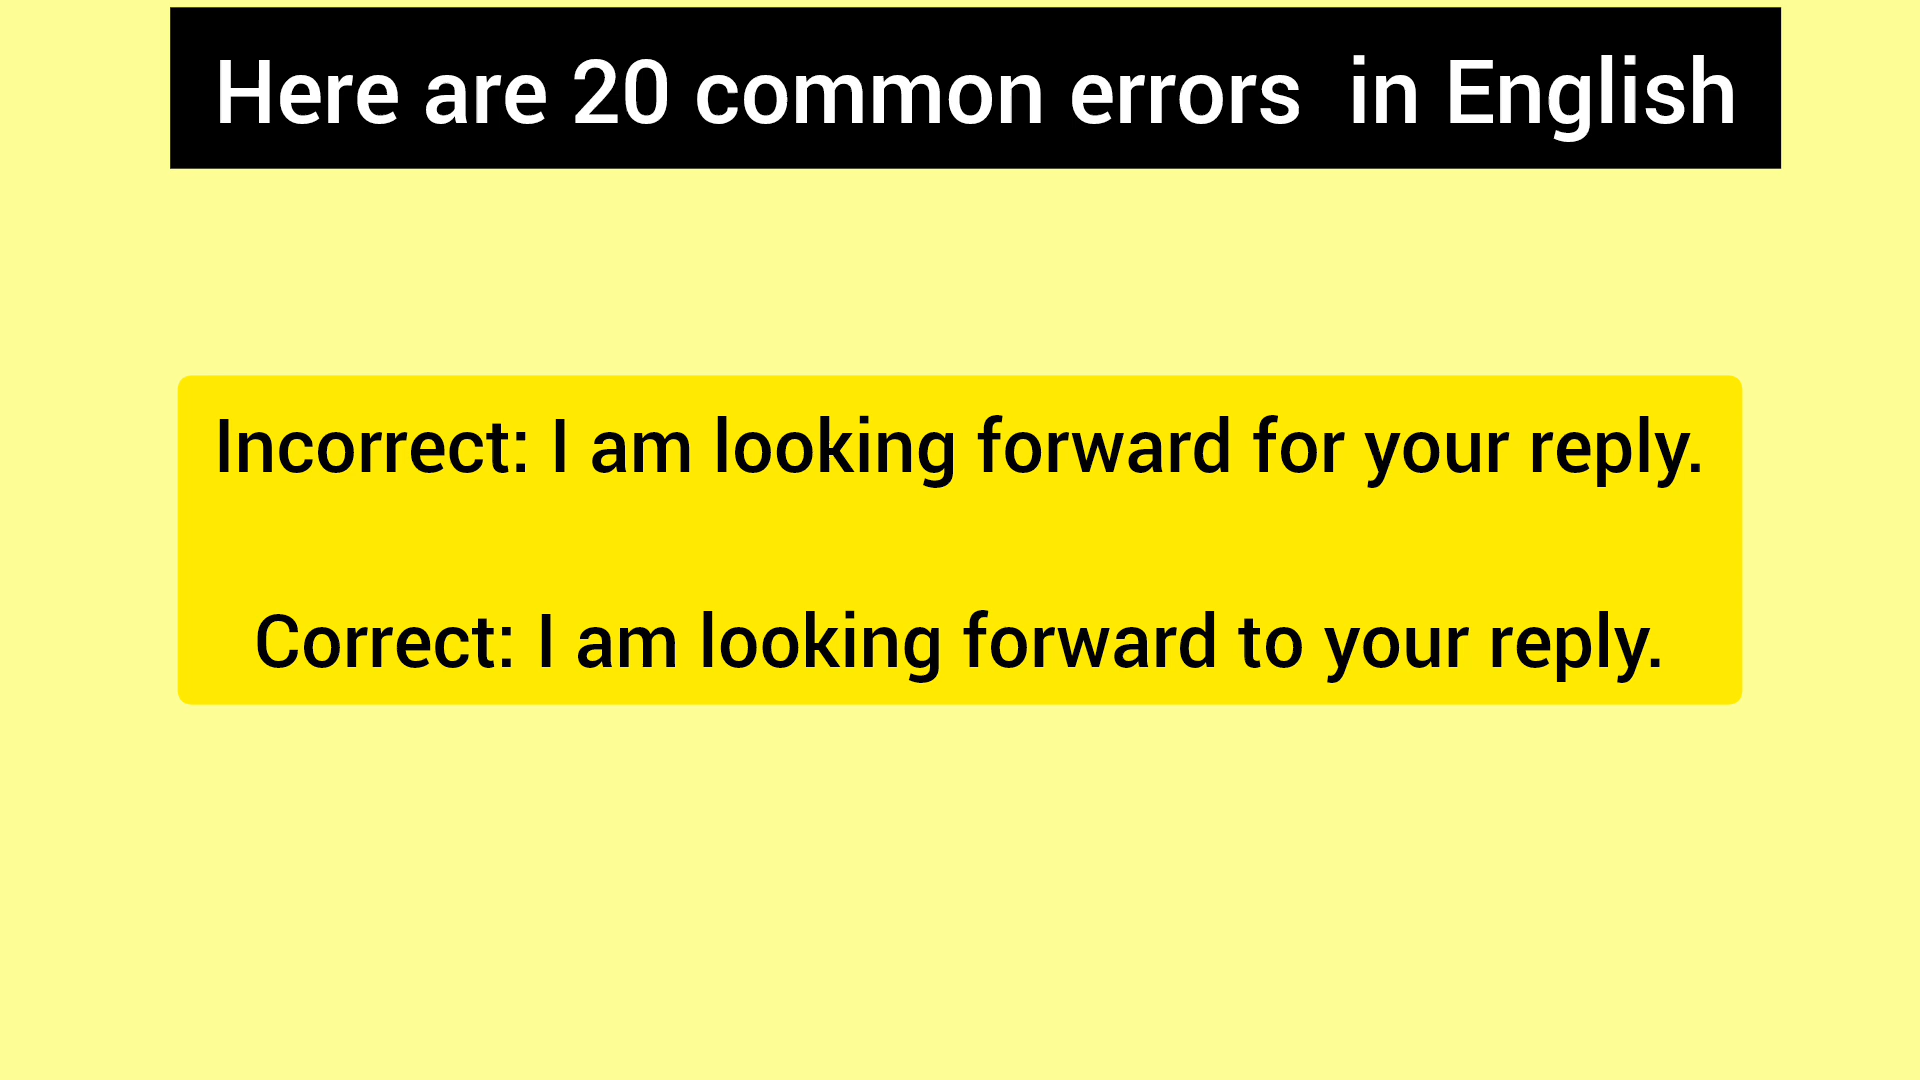 Here are 20 common errors  in English
Incorrect: I am looking forward for your reply.
Correct: I am looking forward to your reply.